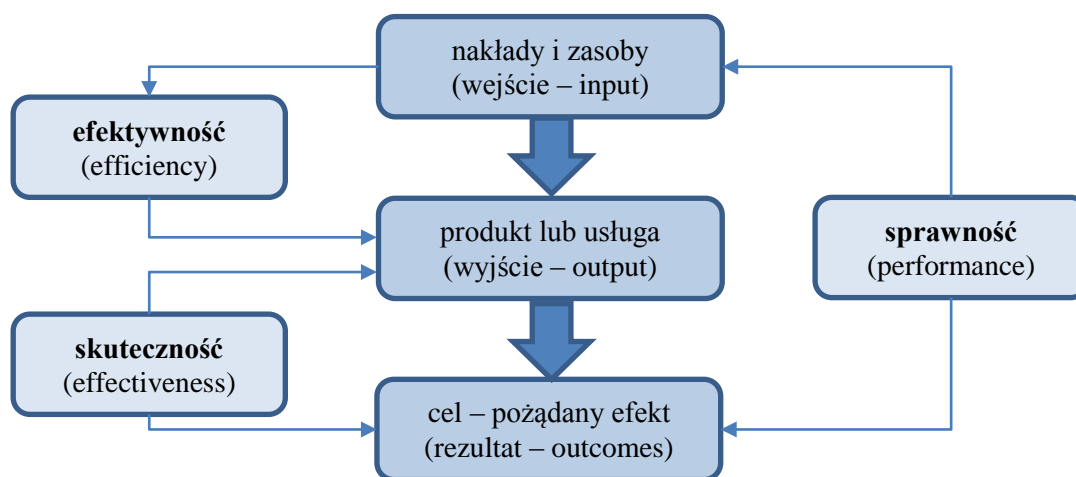 nakłady i zasoby
(wejście – input)
efektywność
(efficiency)
produkt lub usługa
(wyjście – output)
sprawność
(performance)
skuteczność
(effectiveness)
cel – pożądany efekt
(rezultat – outcomes)